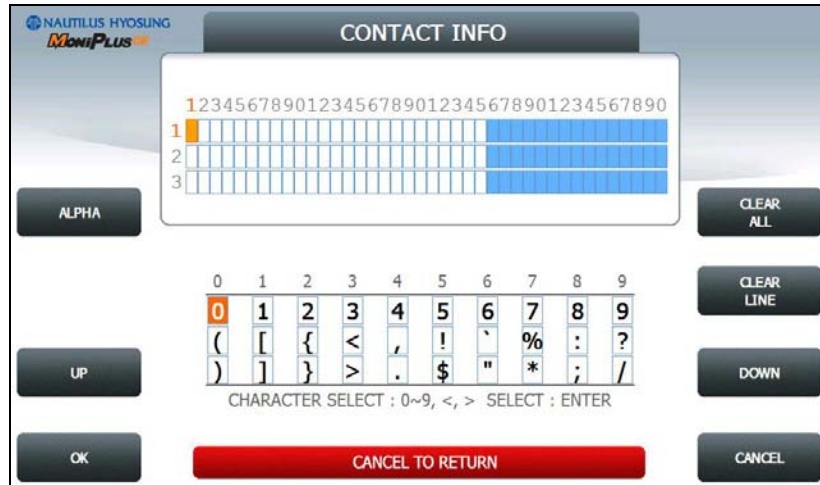 NAUTILUS HYOSUNG
MoniPlus
CONTACT INFO
1234567890123456789012345678901234567890
1
2
3
ALPHA
CLEAR ALL
0 1 2 3 4 5 6 7 8 9
0 1 2 3 4 5 6 7 8 9
( [ { < , ! ` % : ?
) ] } > . $ " * ; /
CLEAR LINE
UP
DOWN
CHARACTER SELECT : 0~9, <, > SELECT : ENTER
OK
CANCEL TO RETURN
CANCEL